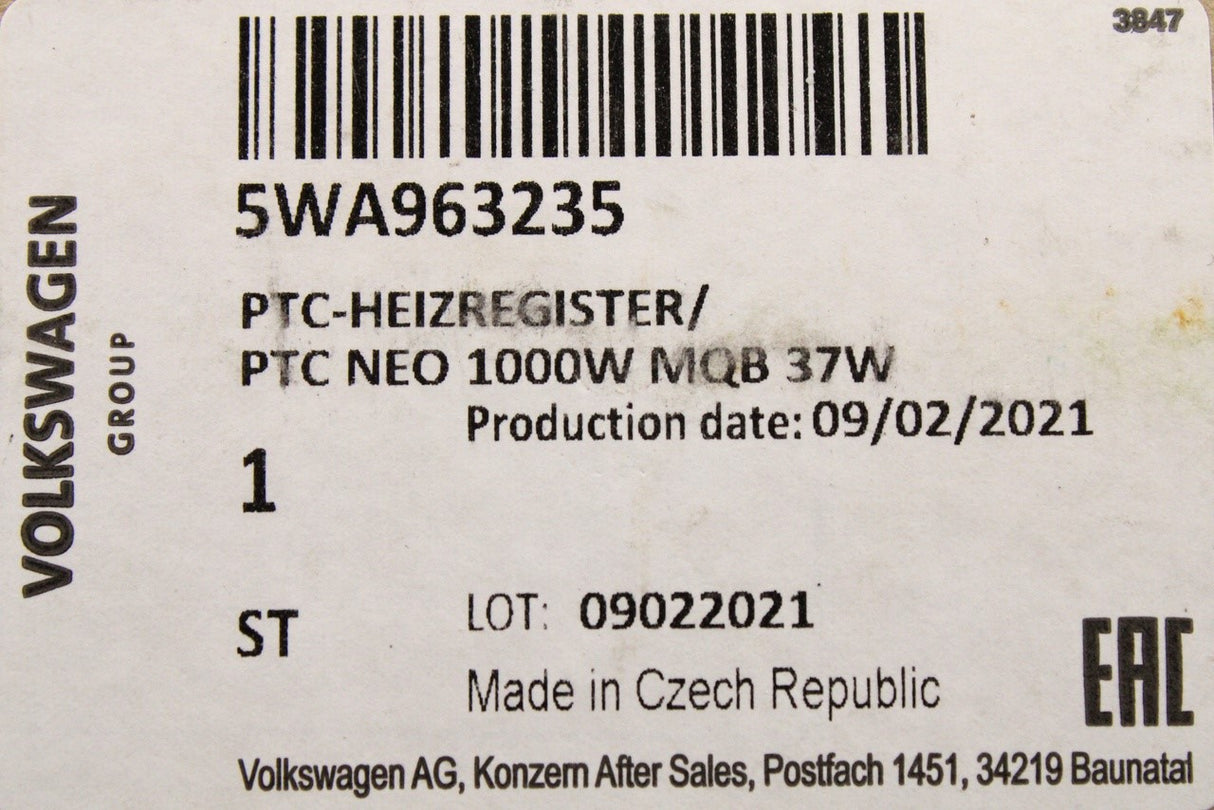 3847
5WA963235
PTC-HEIZREGISTER/
PTC NEO 1000W MQB 37W
Production date: 09/02/2021
1
ST
LOT: 09022021
Made in Czech Republic
EAC
Volkswagen AG, Konzern After Sales, Postfach 1451, 34219 Baunatal
VOLKSWAGEN
GROUP